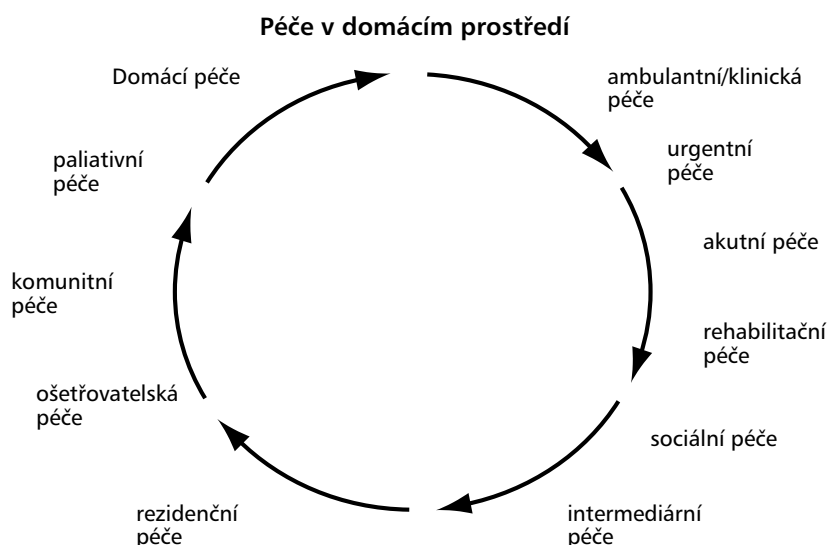 Péče v domácím prostředí
Domácí péče
ambulantní/klinická
péče
urgentní
péče
paliativní
péče
akutní péče
komunitní
péče
rehabilitační
péče
ošetřovatelská
péče
sociální péče
rezidenční
péče
intermediární
péče